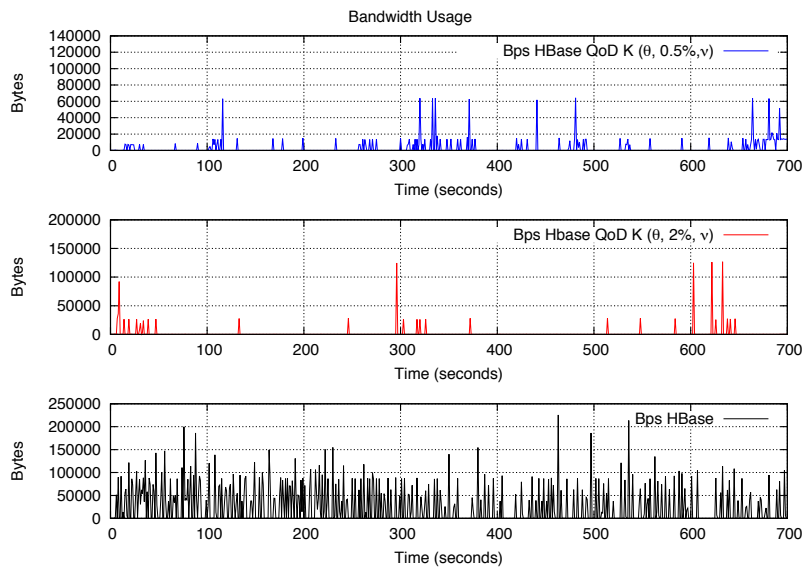 Bandwidth Usage
140000
120000
100000
80000
60000
40000
20000
0
Bytes
Bps HBase QoD K (θ, 0.5%,ν)
0 100 200 300 400 500 600 700
Time (seconds)
200000
150000
100000
50000
0
Bytes
Bps Hbase QoD K (θ, 2%, ν)
0 100 200 300 400 500 600 700
Time (seconds)
250000
200000
150000
100000
50000
0
Bytes
Bps HBase
0 100 200 300 400 500 600 700
Time (seconds)